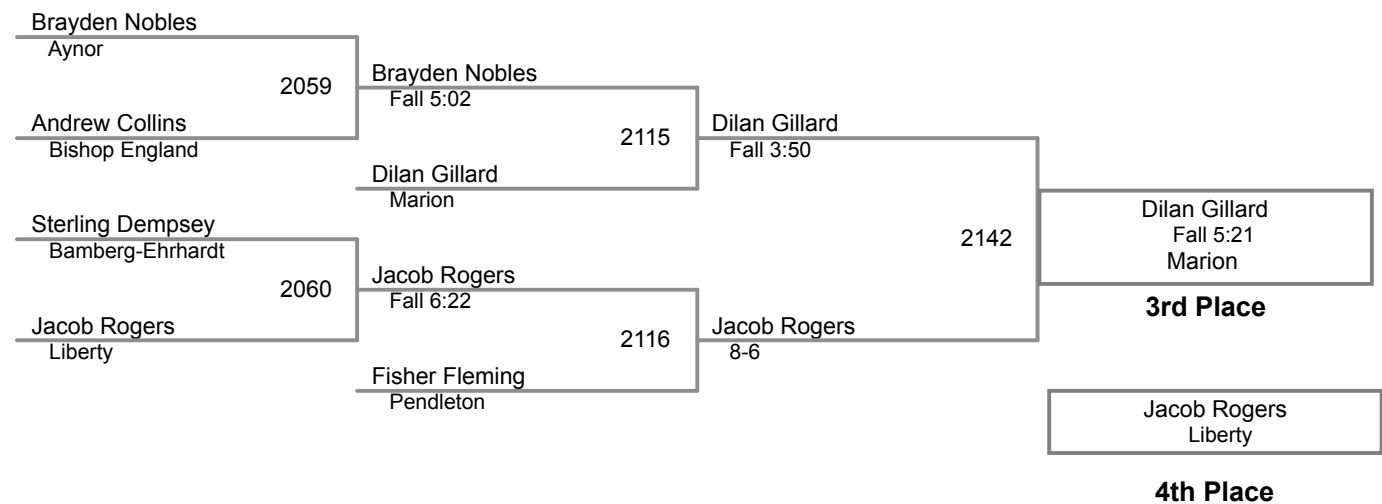 Brayden Nobles
Aynor
2059
Brayden Nobles
Fall 5:02
Andrew Collins
Bishop England
2115
Dilan Gillard
Fall 3:50
Dilan Gillard
Marion
Sterling Dempsey
Bamberg-Ehrhardt
2060
Jacob Rogers
Fall 6:22
Jacob Rogers
Liberty
2116
Jacob Rogers
8-6
Fisher Fleming
Pendleton
2142
Dilan Gillard
Fall 5:21
Marion
3rd Place
Jacob Rogers
Liberty
4th Place